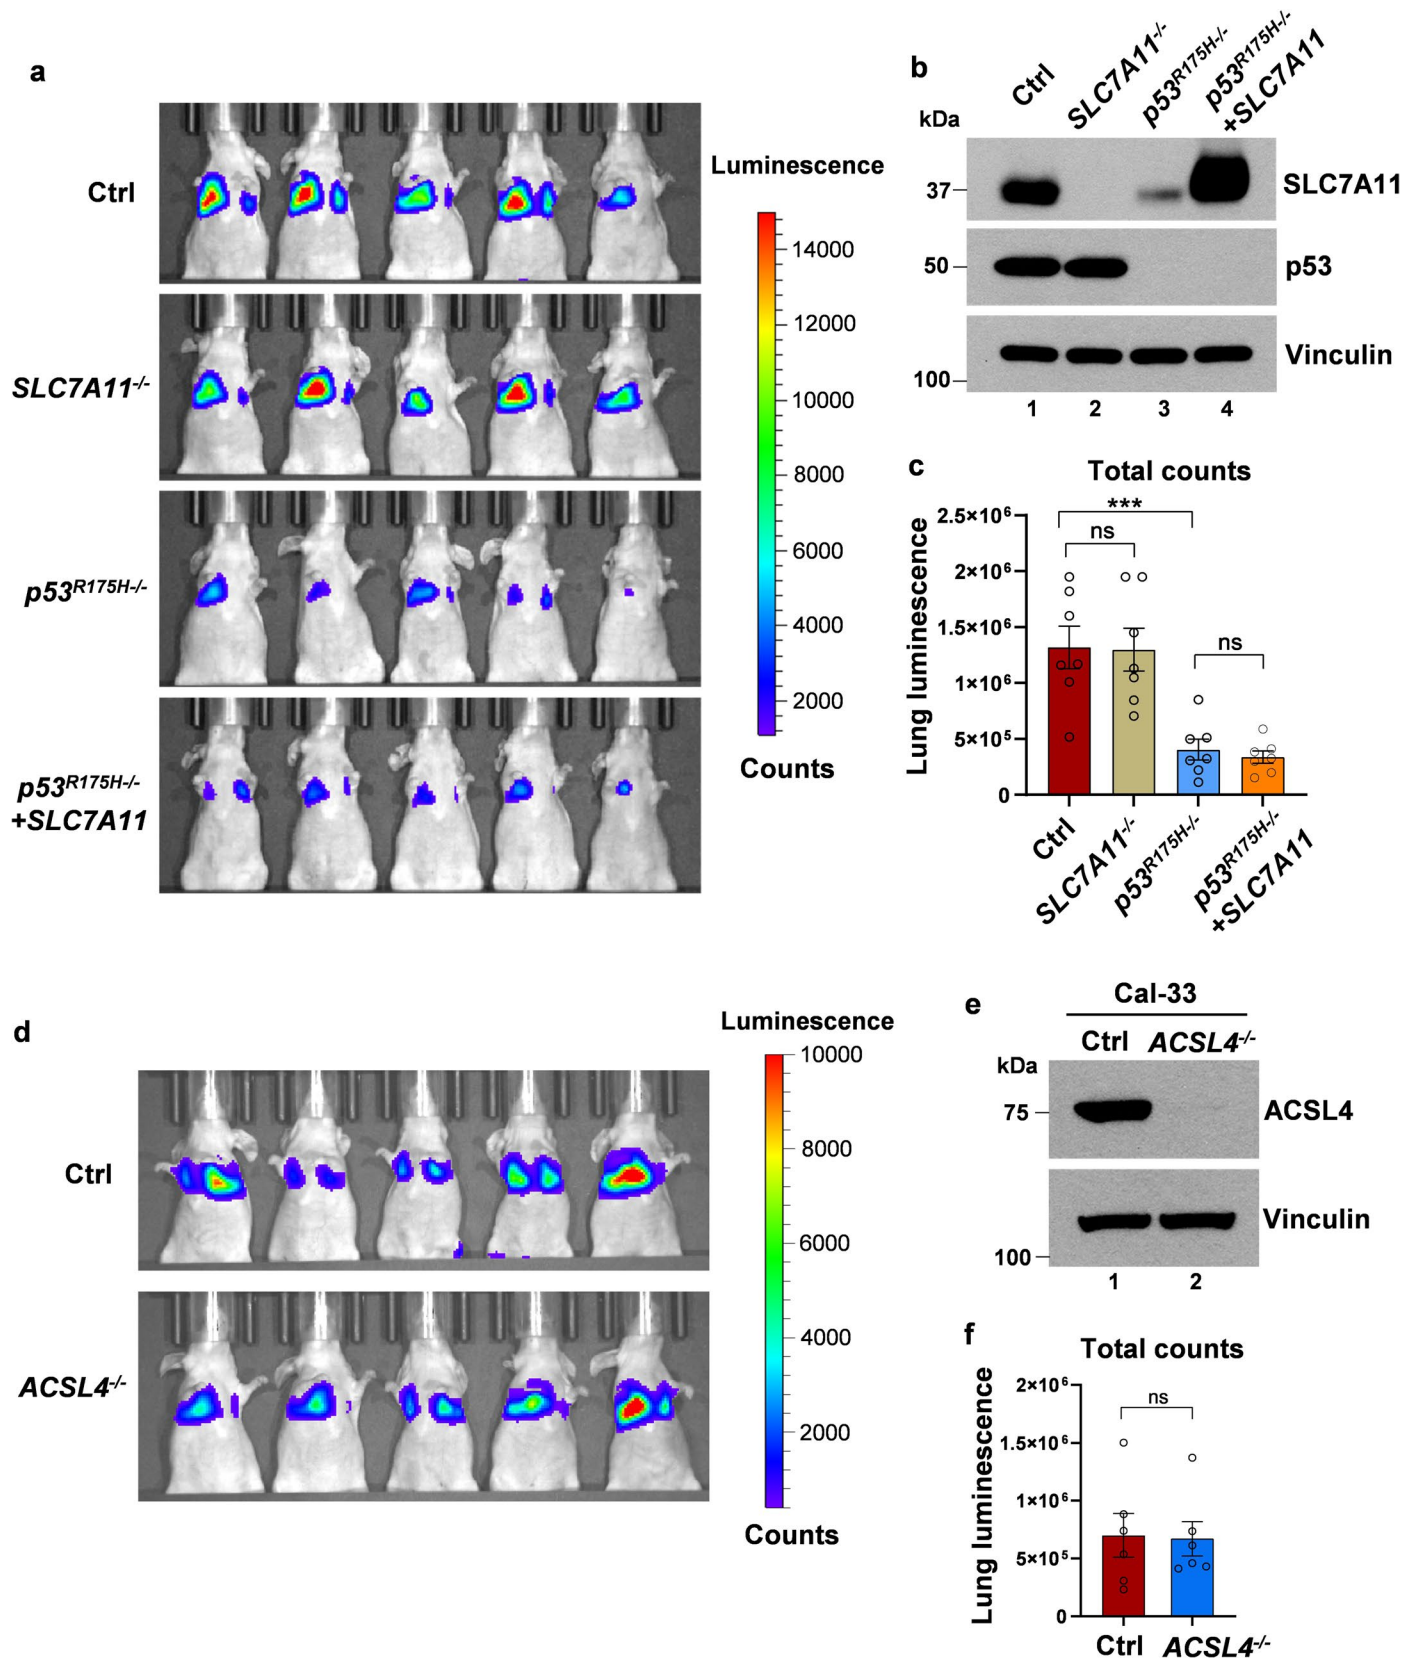 a
Ctrl
SLC7A11-/-
p53R175H-/-
p53R175H-/-
+SLC7A11
Luminescence
14000
12000
10000
8000
6000
4000
2000
Counts
b
kDa
Ctrl
SLC7A11-/-
p53R175H-/-
p53R175H-/-
+SLC7A11
37
SLC7A11
50
p53
Vinculin
100
1 2 3 4
c
Total counts
Lung luminescence
2.5×10⁶
2×10⁶
1.5×10⁶
1×10⁶
5×10⁵
0
***
ns
ns
Ctrl
SLC7A11-/-
p53R175H-/-
p53R175H-/-
+SLC7A11
d
Ctrl
ACSL4-/-
Luminescence
10000
8000
6000
4000
2000
Counts
e
Cal-33
Ctrl ACSL4-/-
kDa
75
ACSL4
Vinculin
100
1 2
f
Total counts
Lung luminescence
2×10⁶
1.5×10⁶
1×10⁶
5×10⁵
0
ns
Ctrl ACSL4-/-